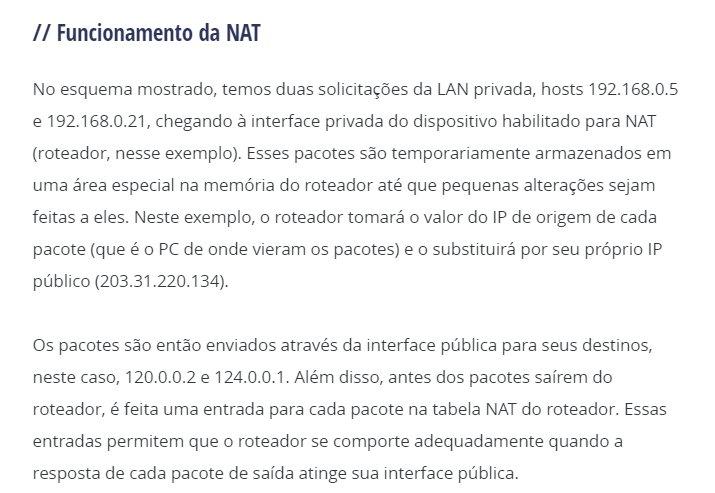 // Funcionamento da NAT
No esquema mostrado, temos duas solicitações da LAN privada, hosts 192.168.0.5
e 192.168.0.21, chegando à interface privada do dispositivo habilitado para NAT
(roteador, nesse exemplo). Esses pacotes são temporariamente armazenados em
uma área especial na memória do roteador até que pequenas alterações sejam
feitas a eles. Neste exemplo, o roteador tomará o valor do IP de origem de cada
pacote (que é o PC de onde vieram os pacotes) e o substituirá por seu próprio IP
público (203.31.220.134).
Os pacotes são então enviados através da interface pública para seus destinos,
neste caso, 120.0.0.2 e 124.0.0.1. Além disso, antes dos pacotes saírem do
roteador, é feita uma entrada para cada pacote na tabela NAT do roteador. Essas
entradas permitem que o roteador se comporte adequadamente quando a
resposta de cada pacote de saída atinge sua interface pública.